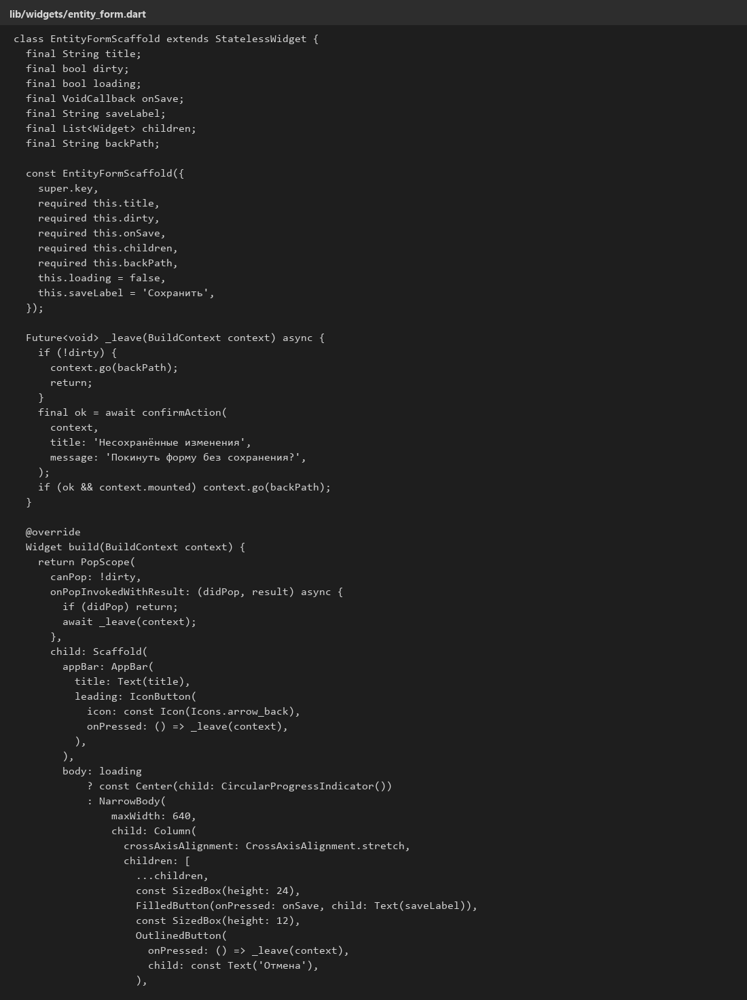 lib/widgets/entity_form.dart
class EntityFormScaffold extends StatelessWidget {
  final String title;
  final bool dirty;
  final bool loading;
  final VoidCallback onSave;
  final String saveLabel;
  final List<Widget> children;
  final String backPath;

  const EntityFormScaffold({
    super.key,
    required this.title,
    required this.dirty,
    required this.onSave,
    required this.children,
    required this.backPath,
    this.loading = false,
    this.saveLabel = 'Сохранить',
  });

  Future<void> _leave(BuildContext context) async {
    if (!dirty) {
      context.go(backPath);
      return;
    }
    final ok = await confirmAction(
      context,
      title: 'Несохранённые изменения',
      message: 'Покинуть форму без сохранения?',
    );
    if (ok && context.mounted) context.go(backPath);
  }

  @override
  Widget build(BuildContext context) {
    return PopScope(
      canPop: !dirty,
      onPopInvokedWithResult: (didPop, result) async {
        if (didPop) return;
        await _leave(context);
      },
      child: Scaffold(
        appBar: AppBar(
          title: Text(title),
          leading: IconButton(
            icon: const Icon(Icons.arrow_back),
            onPressed: () => _leave(context),
          ),
        ),
        body: loading
            ? const Center(child: CircularProgressIndicator())
            : NarrowBody(
                maxWidth: 640,
                child: Column(
                  crossAxisAlignment: CrossAxisAlignment.stretch,
                  children: [
                    ...children,
                    const SizedBox(height: 24),
                    FilledButton(onPressed: onSave, child: Text(saveLabel)),
                    const SizedBox(height: 12),
                    OutlinedButton(
                      onPressed: () => _leave(context),
                      child: const Text('Отмена'),
                    ),